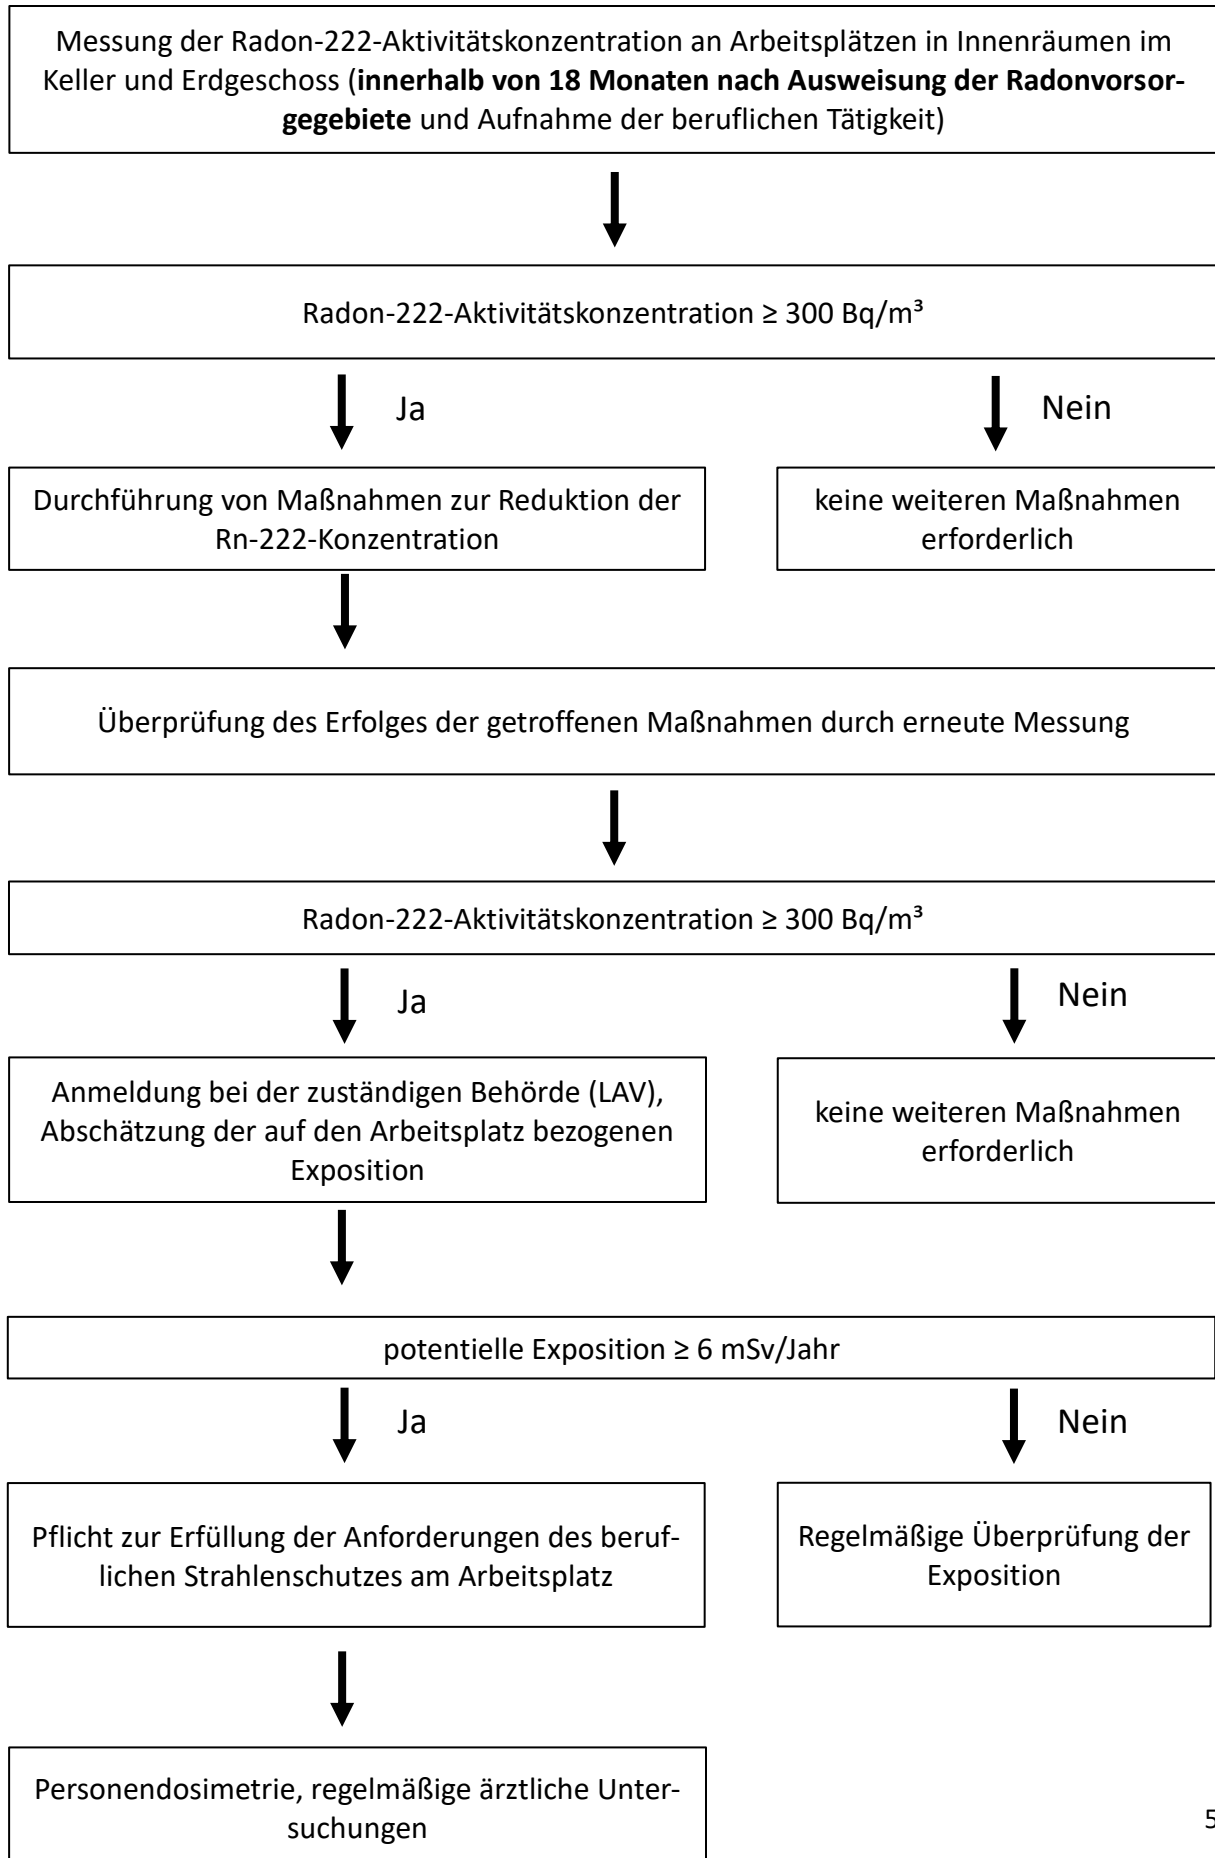 Messung der Radon-222-Aktivitätskonzentration an Arbeitsplätzen in Innenräumen im
Keller und Erdgeschoss (innerhalb von 18 Monaten nach Ausweisung der Radonvorsor-
gegebiete und Aufnahme der beruflichen Tätigkeit)
Radon-222-Aktivitätskonzentration ≥ 300 Bq/m³
Ja
Nein
Durchführung von Maßnahmen zur Reduktion der
Rn-222-Konzentration
keine weiteren Maßnahmen
erforderlich
Überprüfung des Erfolges der getroffenen Maßnahmen durch erneute Messung
Radon-222-Aktivitätskonzentration ≥ 300 Bq/m³
Ja
Nein
Anmeldung bei der zuständigen Behörde (LAV),
Abschätzung der auf den Arbeitsplatz bezogenen
Exposition
keine weiteren Maßnahmen
erforderlich
potentielle Exposition ≥ 6 mSv/Jahr
Ja
Nein
Pflicht zur Erfüllung der Anforderungen des beruf-
lichen Strahlenschutzes am Arbeitsplatz
Regelmäßige Überprüfung der
Exposition
Personendosimetrie, regelmäßige ärztliche Unter-
suchungen
5